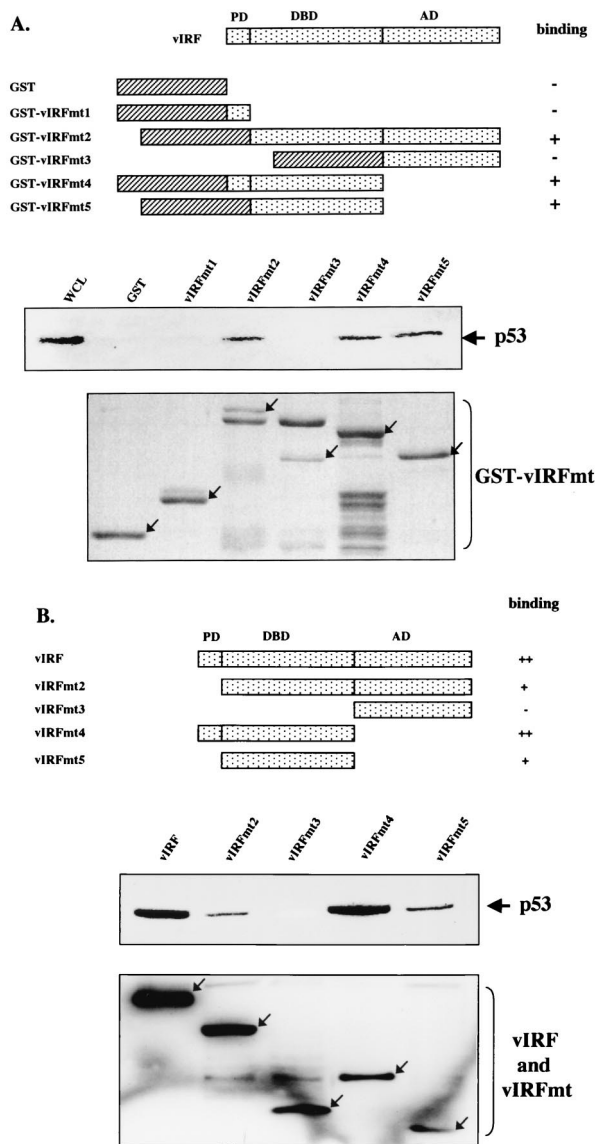 A.
PD DBD AD
vIRF
binding
GST -
GST-vIRFmt1 -
GST-vIRFmt2 +
GST-vIRFmt3 -
GST-vIRFmt4 +
GST-vIRFmt5 +
WCL GST vIRFmt1 vIRFmt2 vIRFmt3 vIRFmt4 vIRFmt5
p53
GST-vIRFmt
binding
B.
PD DBD AD
vIRF ++
vIRFmt2 +
vIRFmt3 -
vIRFmt4 ++
vIRFmt5 +
vIRF vIRFmt2 vIRFmt3 vIRFmt4 vIRFmt5
p53
vIRF
and
vIRFmt